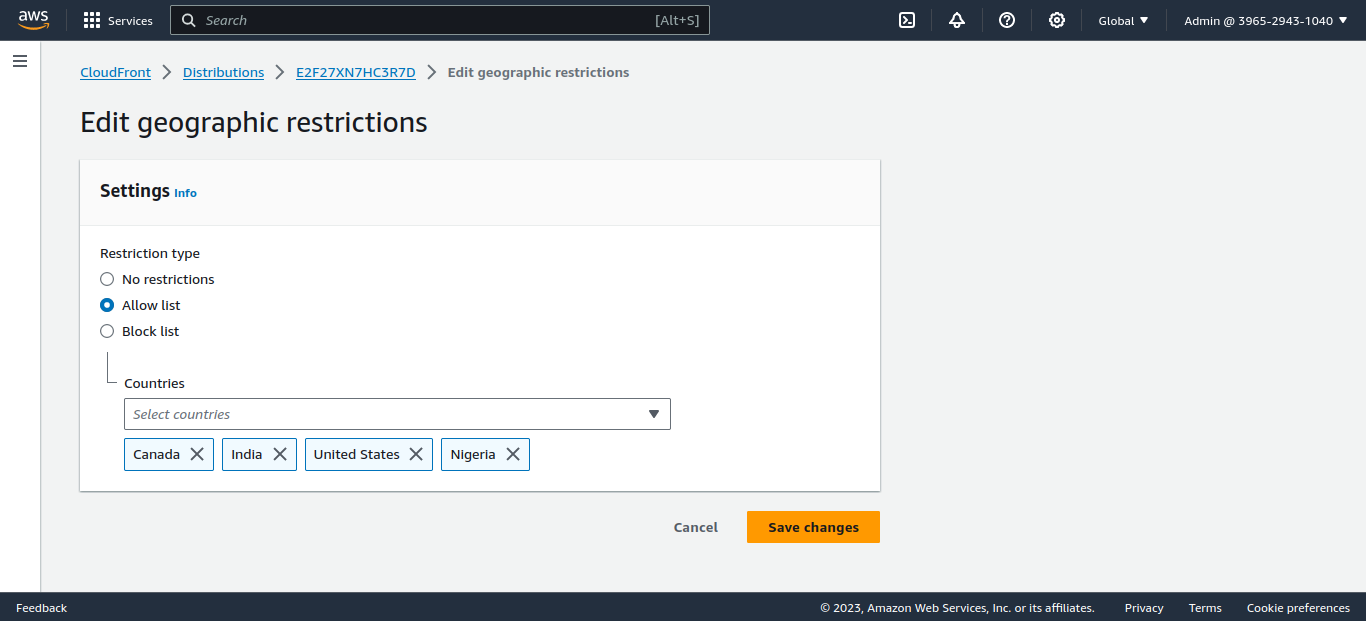 aws Services Search [Alt+S] Global Admin @ 3965-2943-1040
CloudFront Distributions E2F27XN7HC3R7D Edit geographic restrictions
Edit geographic restrictions
Settings Info
Restriction type
No restrictions
Allow list
Block list
Countries
Select countries
Canada India United States Nigeria
Cancel Save changes
Feedback © 2023, Amazon Web Services, Inc. or its affiliates. Privacy Terms Cookie preferences